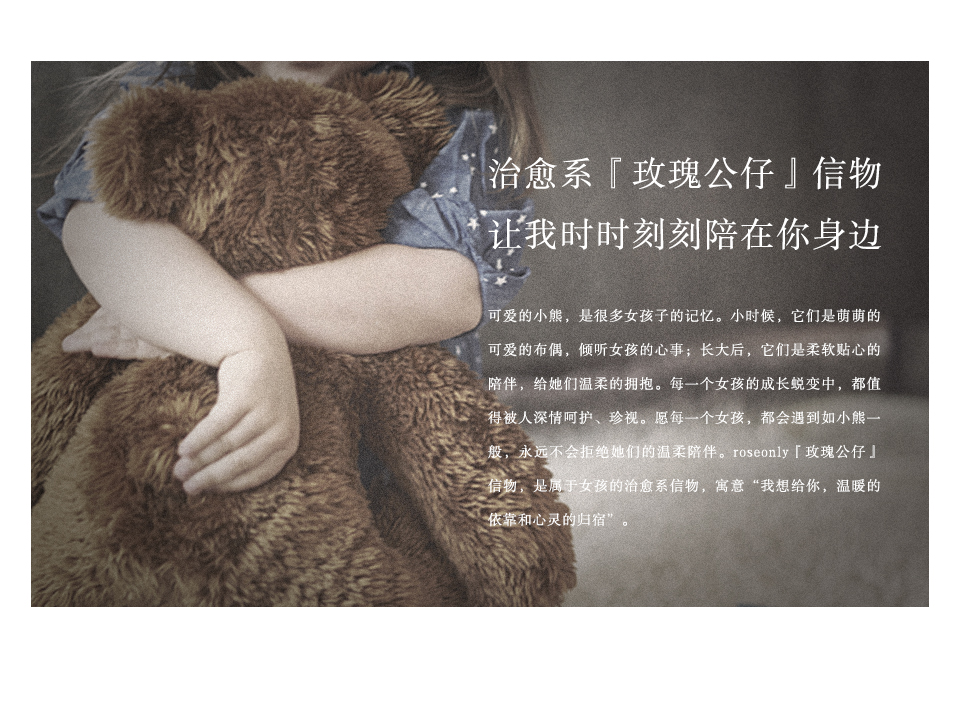 治愈系『玫瑰公仔』信物
让我时时刻刻陪在你身边
可爱的小熊，是很多女孩子的记忆。小时候，它们是萌萌的
可爱的布偶，倾听女孩的心事；长大后，它们是柔软贴心的
陪伴，给她们温柔的拥抱。每一个女孩的成长蜕变中，都值
得被人深情呵护、珍视。愿每一个女孩，都会遇到如小熊一
般，永远不会拒绝她们的温柔陪伴。roseonly『玫瑰公仔』
信物，是属于女孩的治愈系信物，寓意“我想给你，温暖的
依靠和心灵的归宿”。